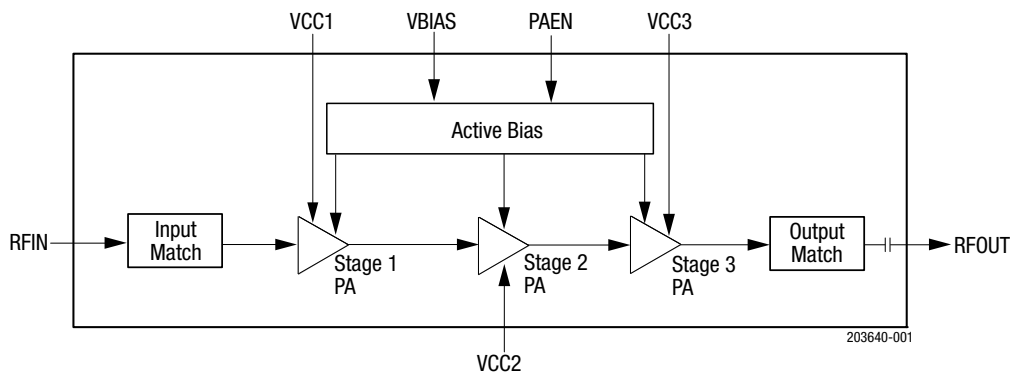 VCC1
VBIAS
PAEN
VCC3
Active Bias
RFIN
Input
Match
Stage 1
PA
Stage 2
PA
Stage 3
PA
Output
Match
RFOUT
203640-001
VCC2